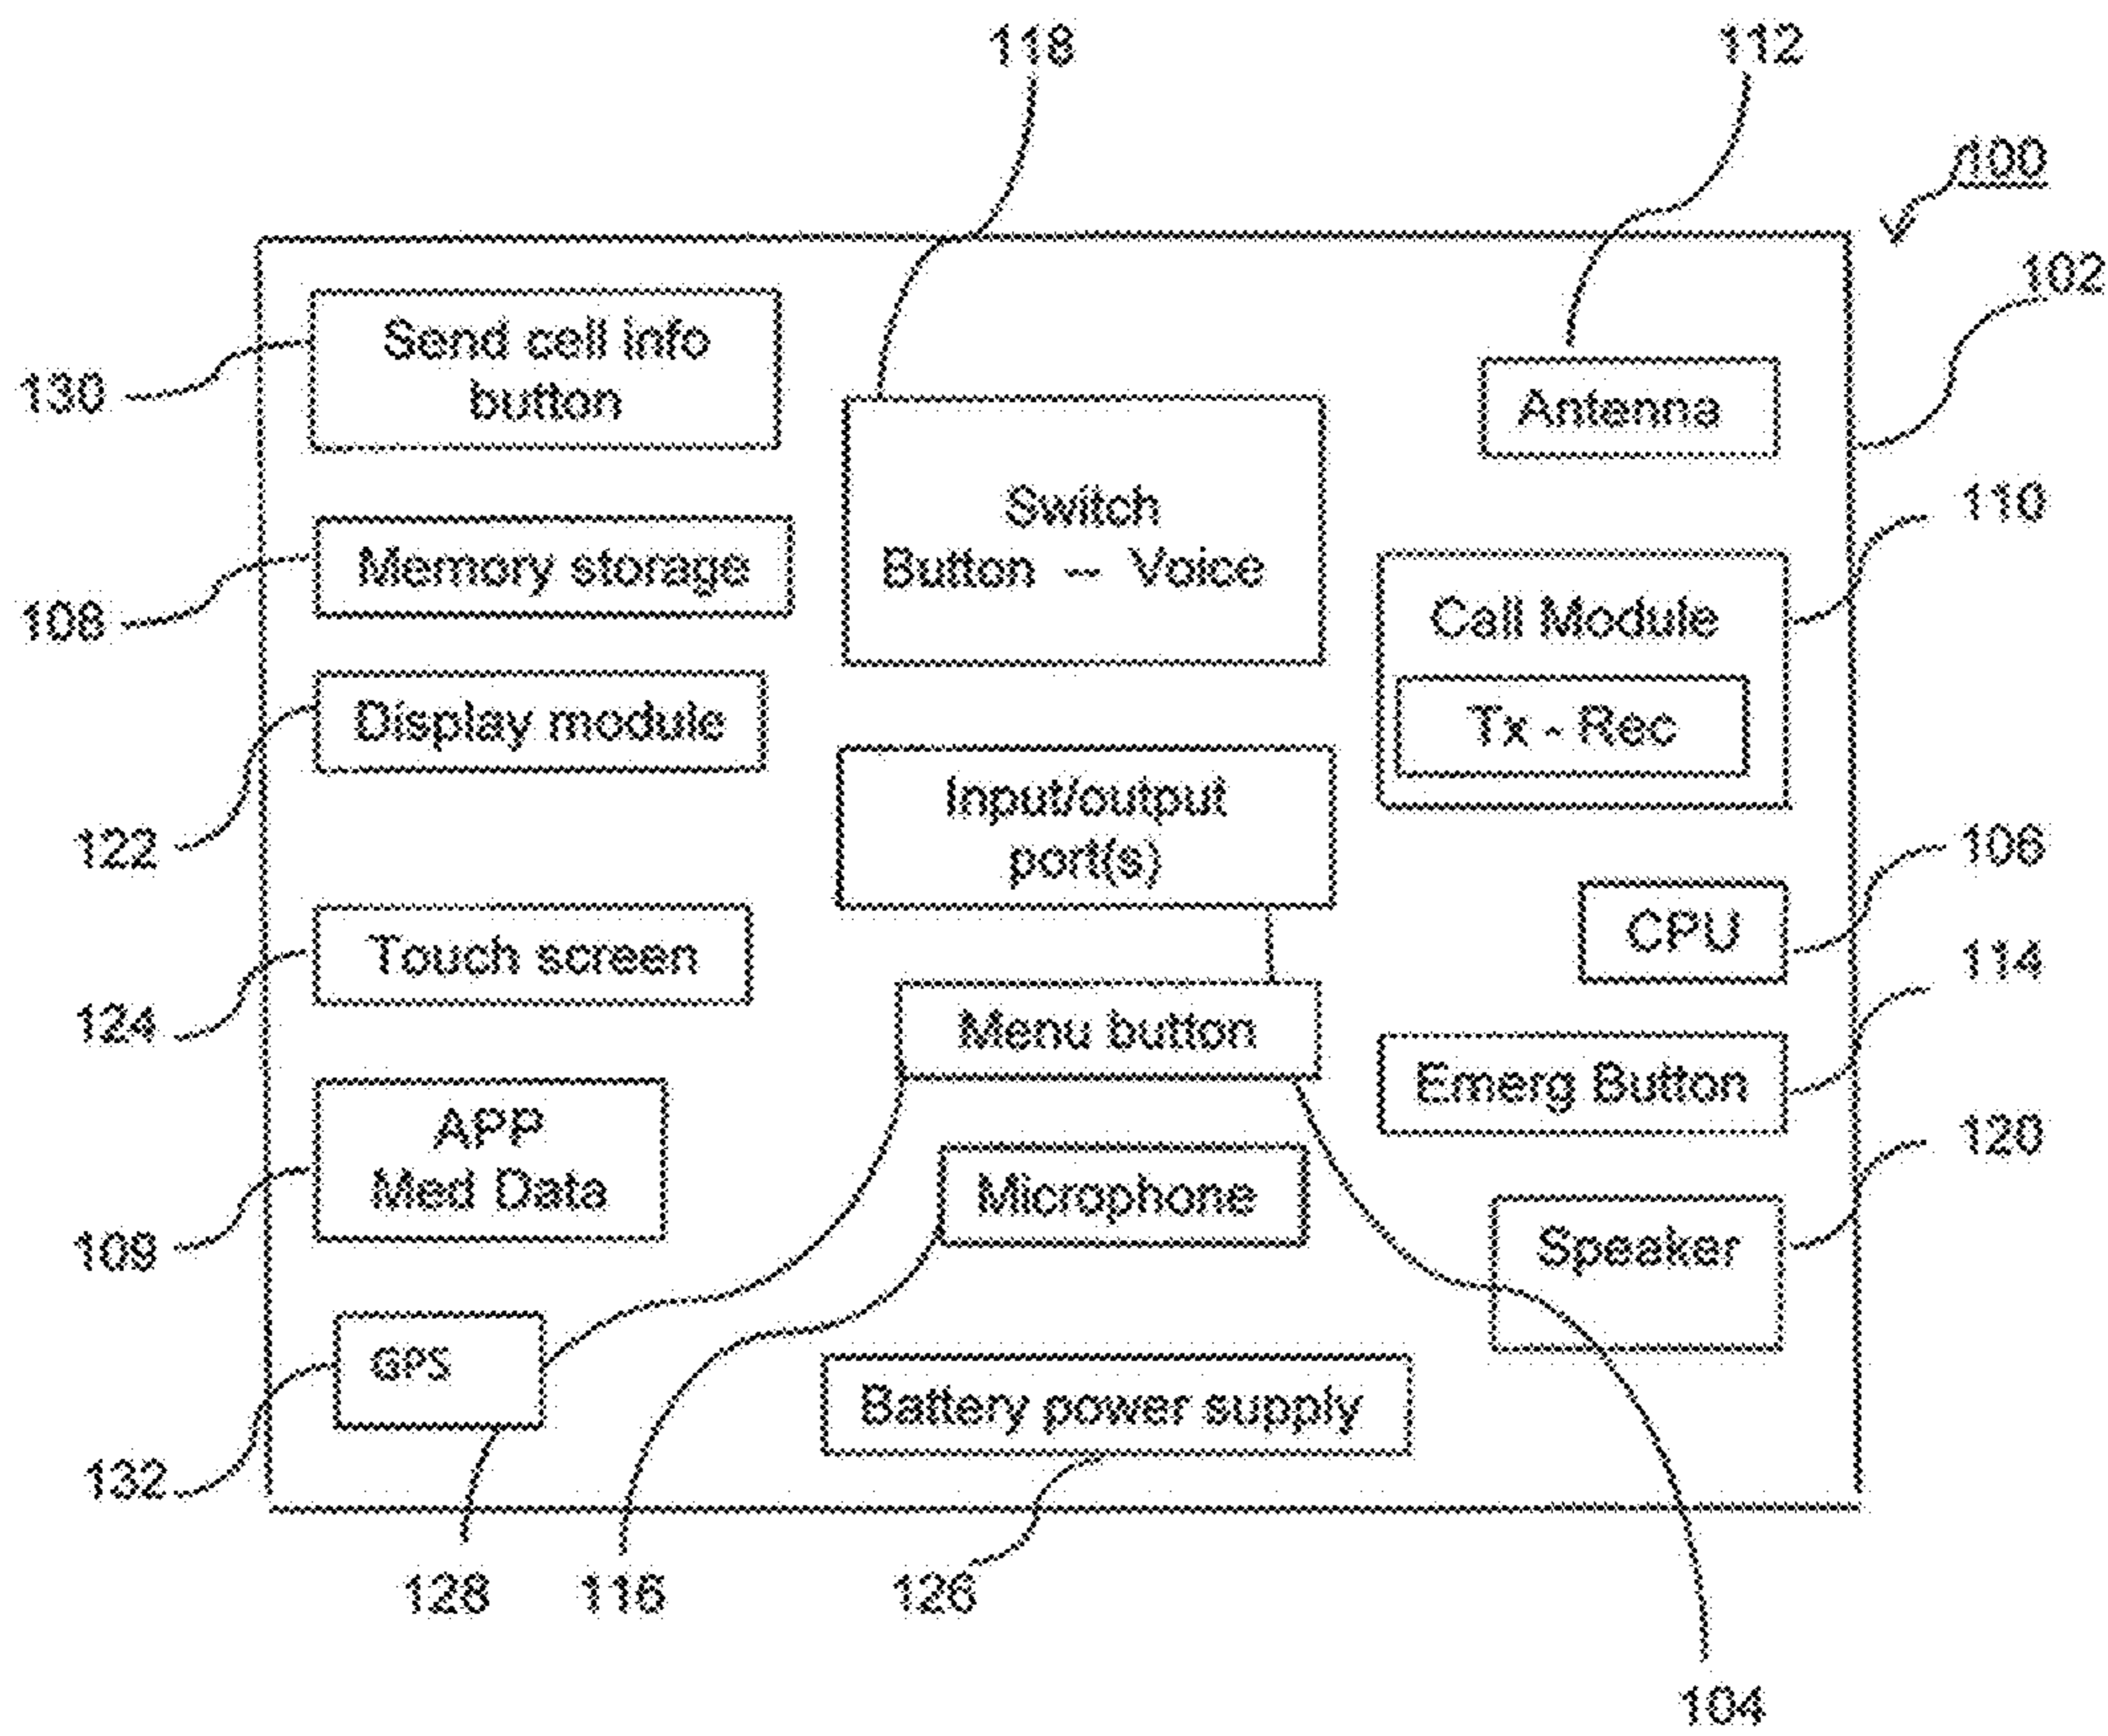 118
112
100
102
Send cell info
button
130
Antenna
Switch
Button -- Voice
110
Memory storage
108
Call Module
Tx - Rec
Display module
122
Input/output
port(s)
106
CPU
114
Touch screen
124
Menu button
Emerg Button
120
APP
Med Data
109
Microphone
Speaker
GPS
132
Battery power supply
128
116
126
104